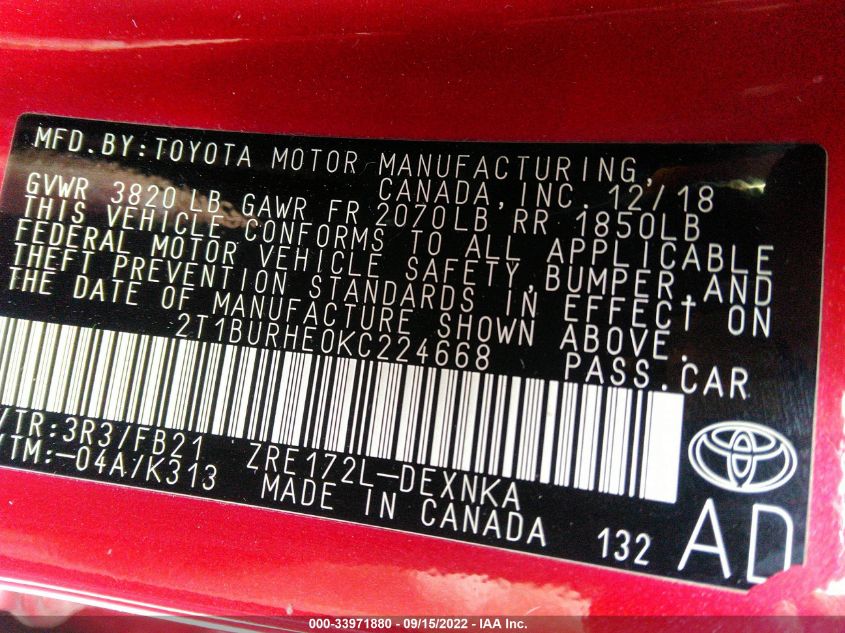 MFD. BY: TOYOTA MOTOR MANUFACTURING,
CANADA, INC. 12/18
GVWR 3820 LB GAWR FR 2070LB RR 1850LB
THIS VEHICLE CONFORMS TO ALL APPLICABLE
FEDERAL MOTOR VEHICLE SAFETY, BUMPER, AND
THEFT PREVENTION STANDARDS IN EFFECT ON
THE DATE OF MANUFACTURE SHOWN ABOVE.
2T1BURHE0KC224668 PASS. CAR
/TR: 3R3/FB21 ZRE172L-DEXNKA
/TM: -04A/K313 MADE IN CANADA 132 AD
000-33971880 - 09/15/2022 - IAA Inc.